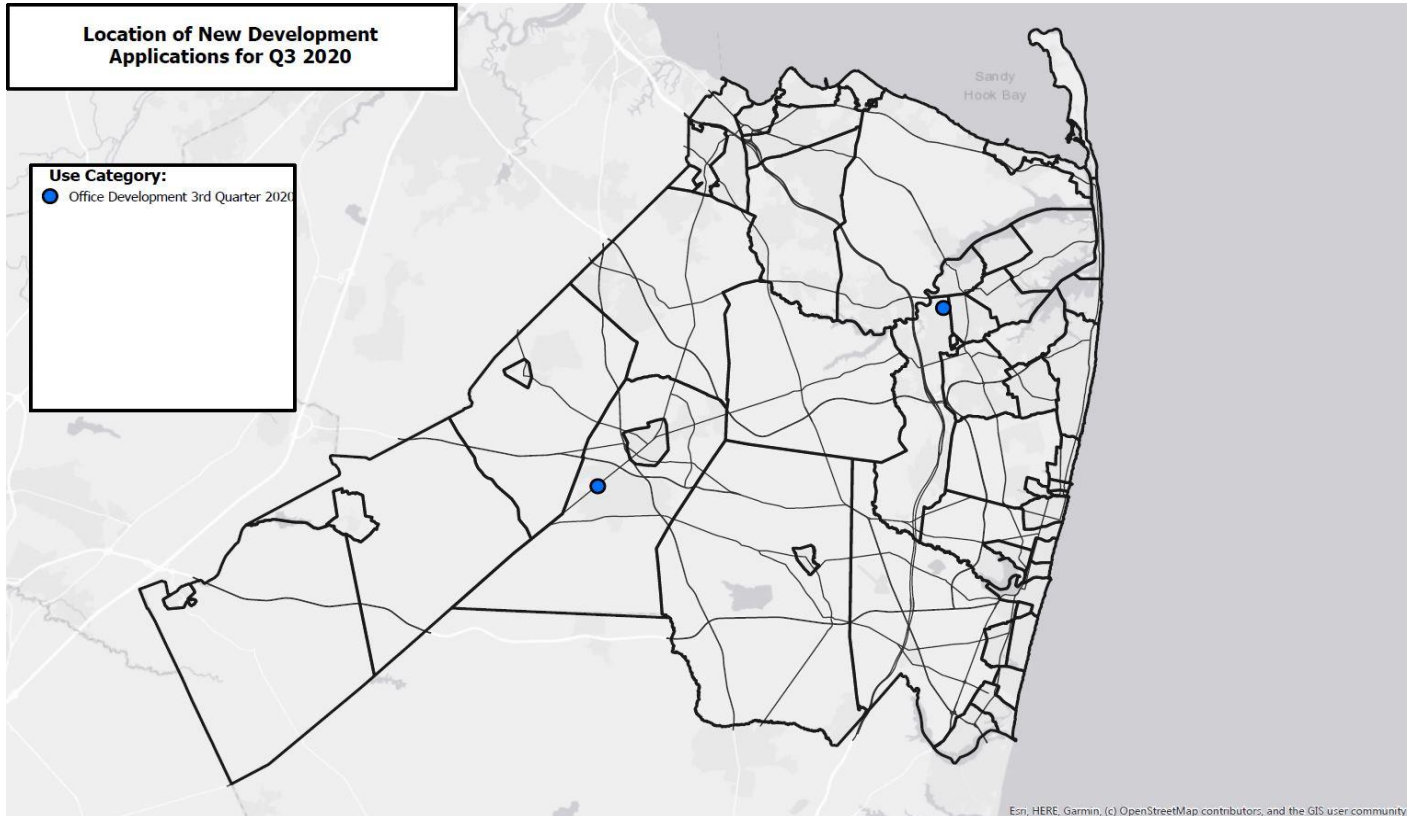 Location of New Development
Applications for Q3 2020
Sandy
Hook Bay
Use Category:
Office Development 3rd Quarter 2020
Esri, HERE, Garmin, (c) OpenStreetMap contributors, and the GIS user community